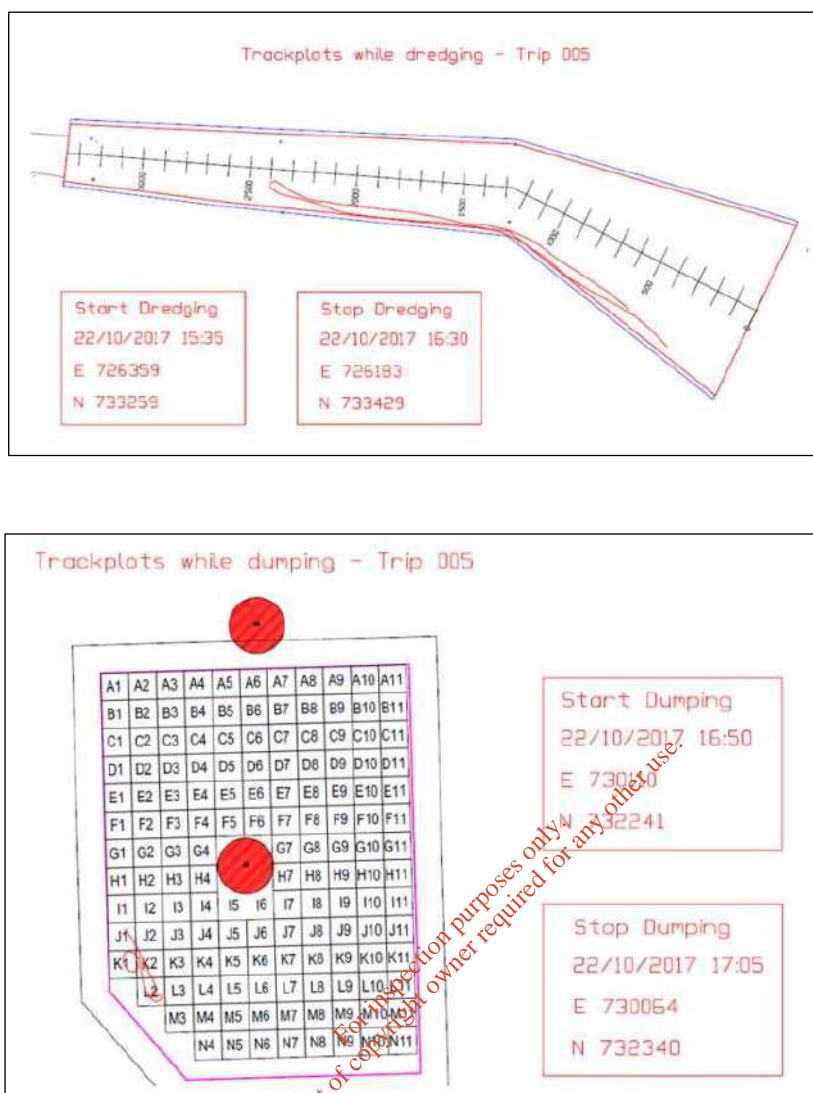 Trackplots while dredging - Trip 005
2500
2000
1500
1000
500
Start Dredging
22/10/2017 15:35
E 726359
N 733259
Stop Dredging
22/10/2017 16:30
E 726183
N 733429
Trackplots while dumping - Trip 005
A1 A2 A3 A4 A5 A6 A7 A8 A9 A10 A11
B1 B2 B3 B4 B5 B6 B7 B8 B9 B10 B11
C1 C2 C3 C4 C5 C6 C7 C8 C9 C10 C11
D1 D2 D3 D4 D5 D6 D7 D8 D9 D10 D11
E1 E2 E3 E4 E5 E6 E7 E8 E9 E10 E11
F1 F2 F3 F4 F5 F6 F7 F8 F9 F10 F11
G1 G2 G3 G4 G7 G8 G9 G10 G11
H1 H2 H3 H4 H7 H8 H9 H10 H11
I1 I2 I3 I4 I5 I6 I7 I8 I9 I10 I11
J1 J2 J3 J4 J5 J6 J7 J8 J9 J10 J11
K1 K2 K3 K4 K5 K6 K7 K8 K9 K10 K11
L2 L3 L4 L5 L6 L7 L8 L9 L10 L11
M3 M4 M5 M6 M7 M8 M9 M10 M11
N4 N5 N6 N7 N8 N9 N10 N11
Start Dumping
22/10/2017 16:50
E
N 732241
Stop Dumping
22/10/2017 17:05
E 730064
N 732340
For inspection purposes only.
of copyright owner required for any other use.